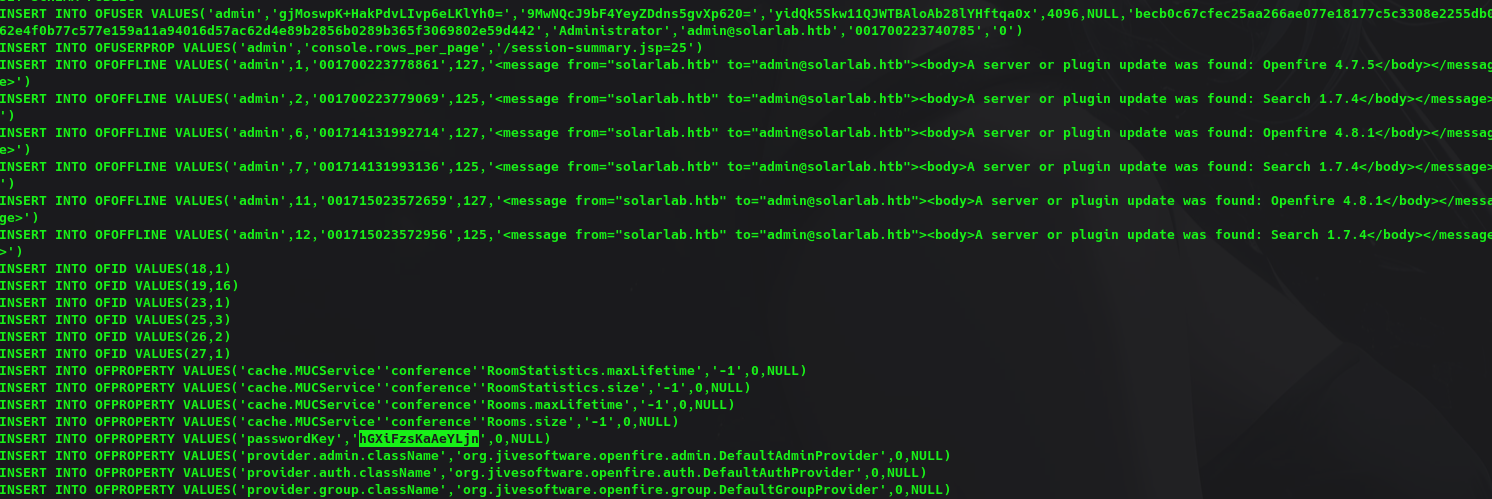 INSERT INTO OFUSER VALUES('admin','gjMoswpK+HakPdvLIvp6eLKlYh0=','9MwNQcJ9bF4YeyZDdns5gvXp620=','yidQk5Skw11QJWTBAloAb28lYHftqa0x',4096,NULL,'becb0c67cfec25aa266ae077e18177c5c3308e2255db0
62e4f0b77c577e159a11a94016d57ac62d4e89b2856b0289b365f3069802e59d442','Administrator','admin@solarlab.htb','001700223740785','0')
INSERT INTO OFUSERPROP VALUES('admin','console.rows_per_page','/session-summary.jsp=25')
INSERT INTO OFOFFLINE VALUES('admin',1,'001700223778861',127,'<message from="solarlab.htb" to="admin@solarlab.htb"><body>A server or plugin update was found: Openfire 4.7.5</body></messag
e>')
INSERT INTO OFOFFLINE VALUES('admin',2,'001700223779069',125,'<message from="solarlab.htb" to="admin@solarlab.htb"><body>A server or plugin update was found: Search 1.7.4</body></message>
')
INSERT INTO OFOFFLINE VALUES('admin',6,'001714131992714',127,'<message from="solarlab.htb" to="admin@solarlab.htb"><body>A server or plugin update was found: Openfire 4.8.1</body></messag
e>')
INSERT INTO OFOFFLINE VALUES('admin',7,'001714131993136',125,'<message from="solarlab.htb" to="admin@solarlab.htb"><body>A server or plugin update was found: Search 1.7.4</body></message>
')
INSERT INTO OFOFFLINE VALUES('admin',11,'001715023572659',127,'<message from="solarlab.htb" to="admin@solarlab.htb"><body>A server or plugin update was found: Openfire 4.8.1</body></messa
ge>')
INSERT INTO OFOFFLINE VALUES('admin',12,'001715023572956',125,'<message from="solarlab.htb" to="admin@solarlab.htb"><body>A server or plugin update was found: Search 1.7.4</body></message
>')
INSERT INTO OFID VALUES(18,1)
INSERT INTO OFID VALUES(19,16)
INSERT INTO OFID VALUES(23,1)
INSERT INTO OFID VALUES(25,3)
INSERT INTO OFID VALUES(26,2)
INSERT INTO OFID VALUES(27,1)
INSERT INTO OFPROPERTY VALUES('cache.MUCService''conference''RoomStatistics.maxLifetime','-1',0,NULL)
INSERT INTO OFPROPERTY VALUES('cache.MUCService''conference''RoomStatistics.size','-1',0,NULL)
INSERT INTO OFPROPERTY VALUES('cache.MUCService''conference''Rooms.maxLifetime','-1',0,NULL)
INSERT INTO OFPROPERTY VALUES('cache.MUCService''conference''Rooms.size','-1',0,NULL)
INSERT INTO OFPROPERTY VALUES('passwordKey','hGXiFzsKaAeYLjn',0,NULL)
INSERT INTO OFPROPERTY VALUES('provider.admin.className','org.jivesoftware.openfire.admin.DefaultAdminProvider',0,NULL)
INSERT INTO OFPROPERTY VALUES('provider.auth.className','org.jivesoftware.openfire.auth.DefaultAuthProvider',0,NULL)
INSERT INTO OFPROPERTY VALUES('provider.group.className','org.jivesoftware.openfire.group.DefaultGroupProvider',0,NULL)